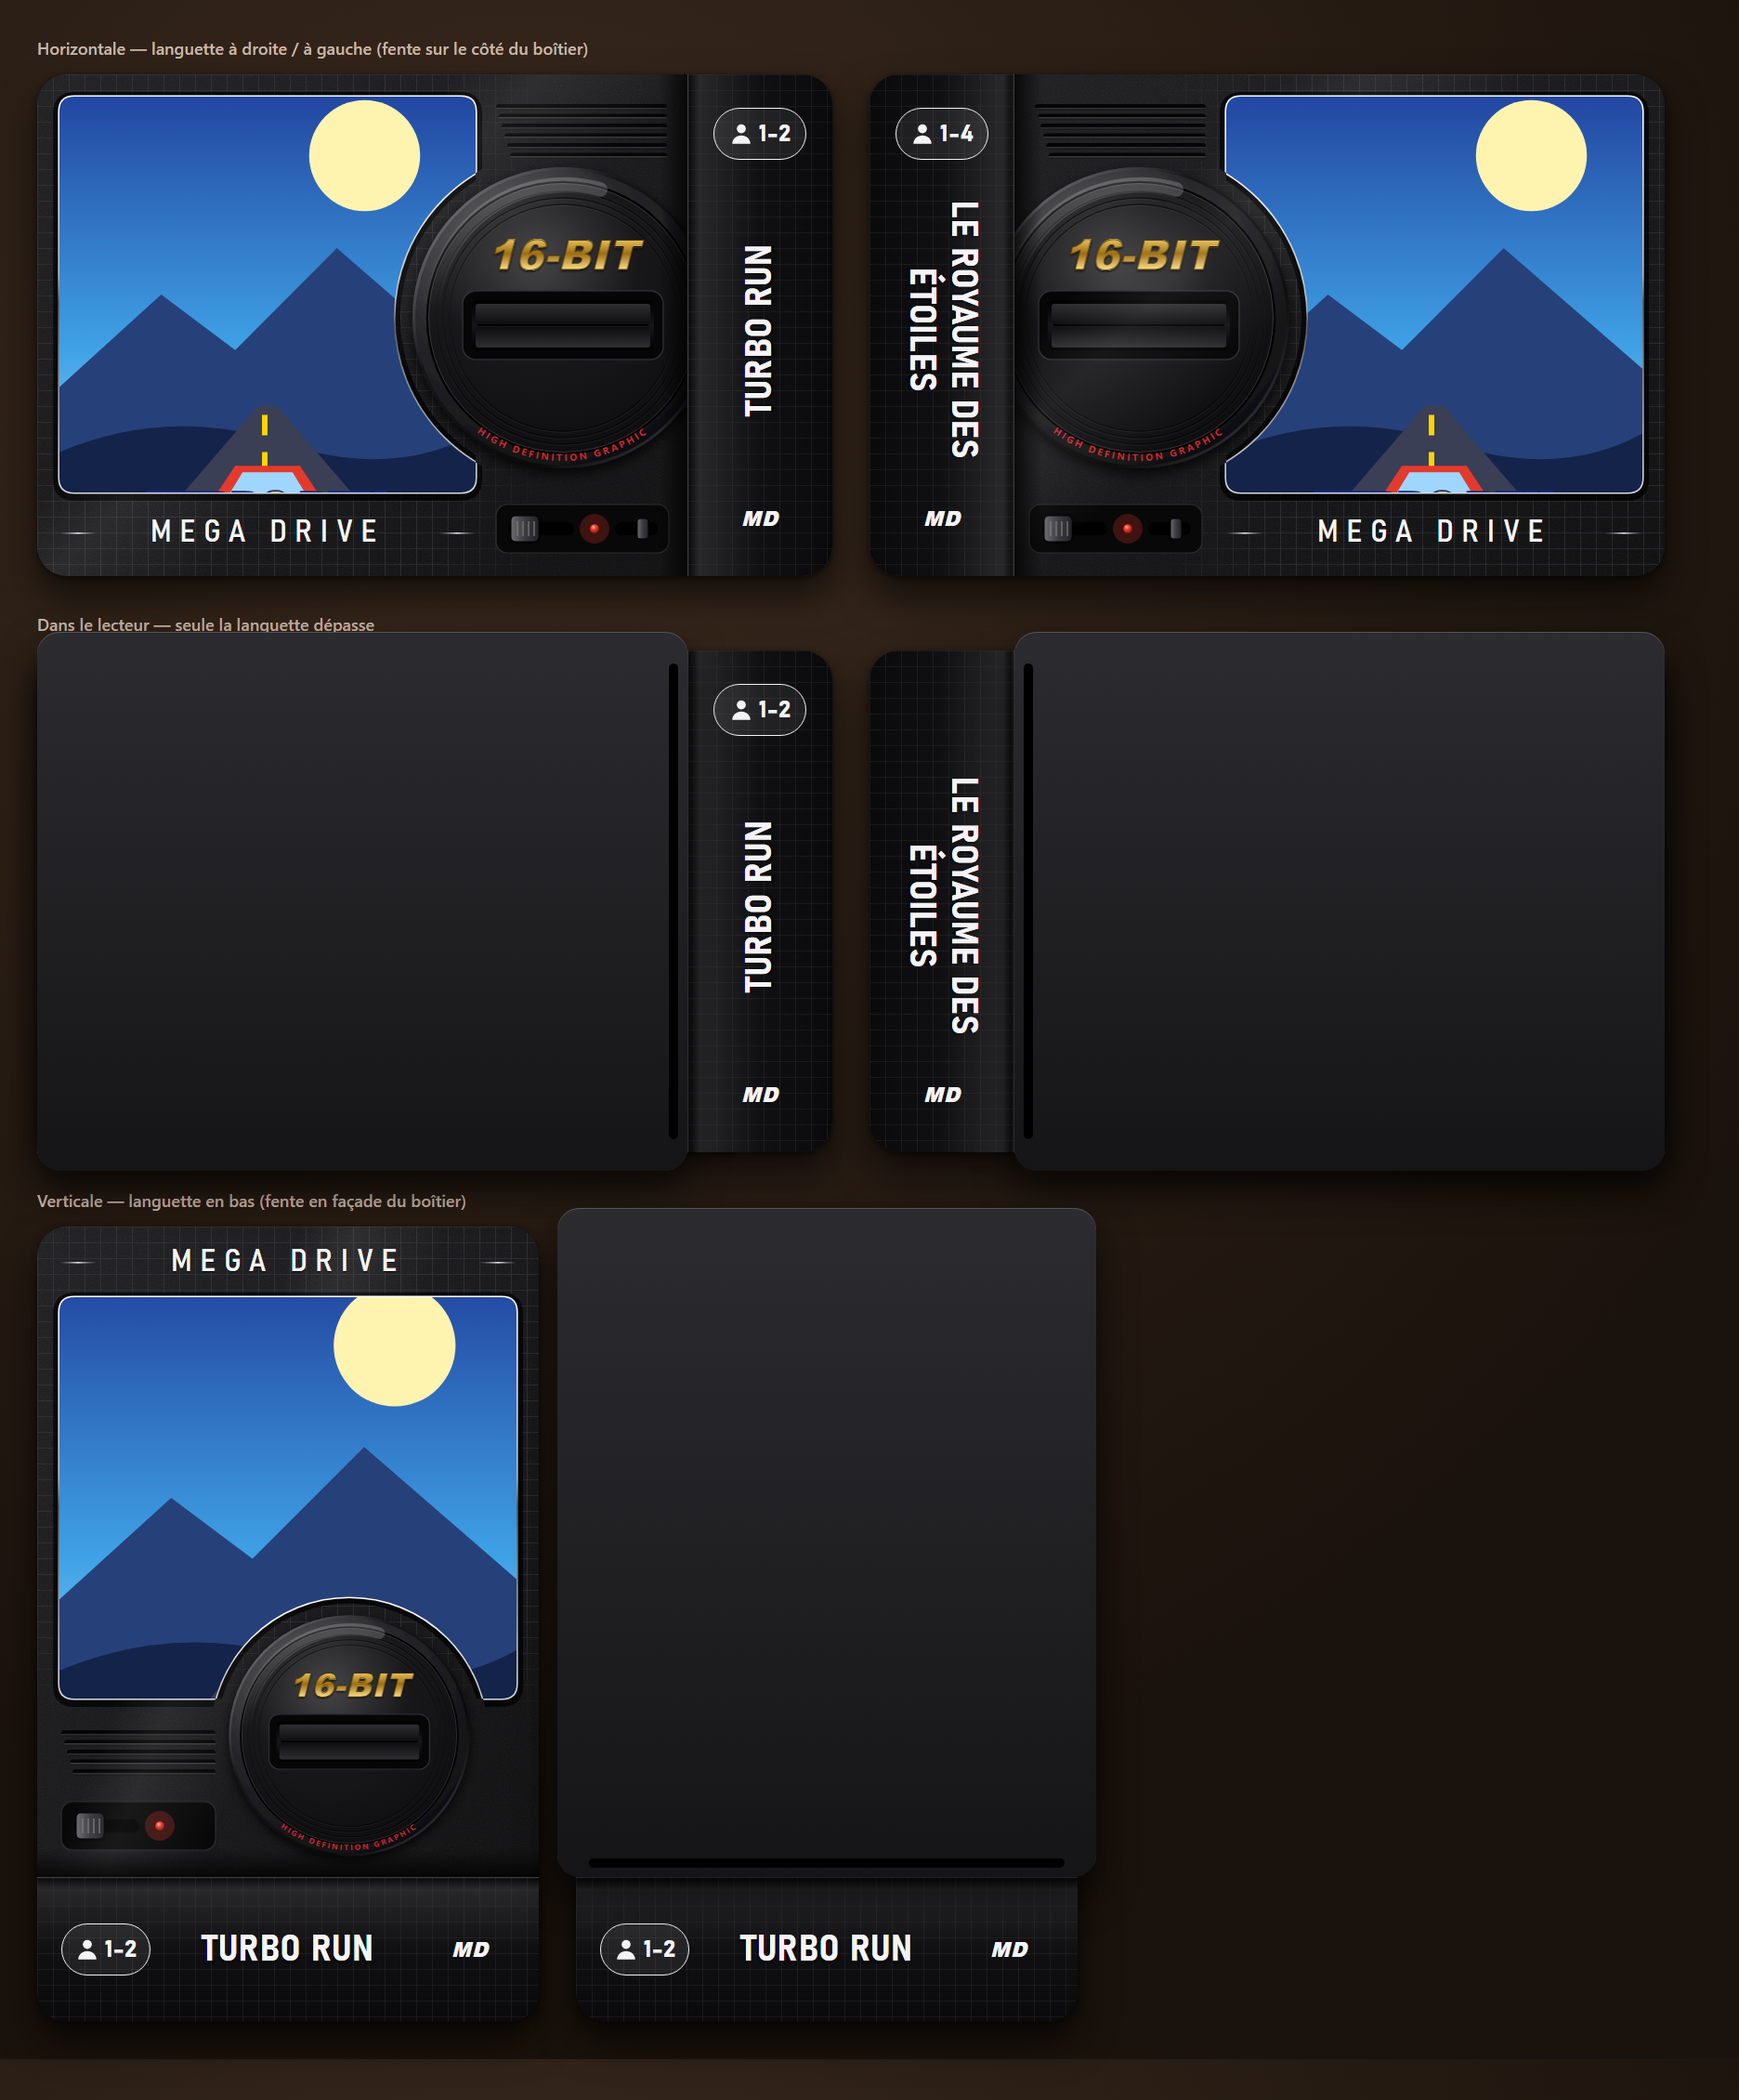 Horizontale — languette à droite / à gauche (fente sur le côté du boîtier)
16-BIT
HIGH DEFINITION GRAPHIC
MEGA DRIVE
1-2
TURBO RUN
MD
1-4
LE ROYAUME DES
ÉTOILES
MD
16-BIT
HIGH DEFINITION GRAPHIC
MEGA DRIVE
Dans le lecteur — seule la languette dépasse
1-2
TURBO RUN
MD
LE ROYAUME DES
ÉTOILES
MD
Verticale — languette en bas (fente en façade du boîtier)
MEGA DRIVE
16-BIT
HIGH DEFINITION GRAPHIC
1-2 TURBO RUN MD
1-2 TURBO RUN MD